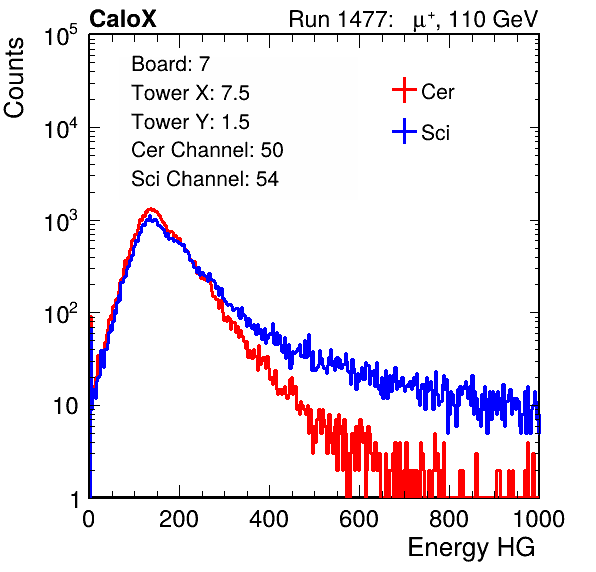 CaloX Run 1477: μ⁺, 110 GeV
Counts
10⁵
10⁴
10³
10²
10
1
Board: 7
Tower X: 7.5
Tower Y: 1.5
Cer Channel: 50
Sci Channel: 54
Cer
Sci
0 200 400 600 800 1000
Energy HG